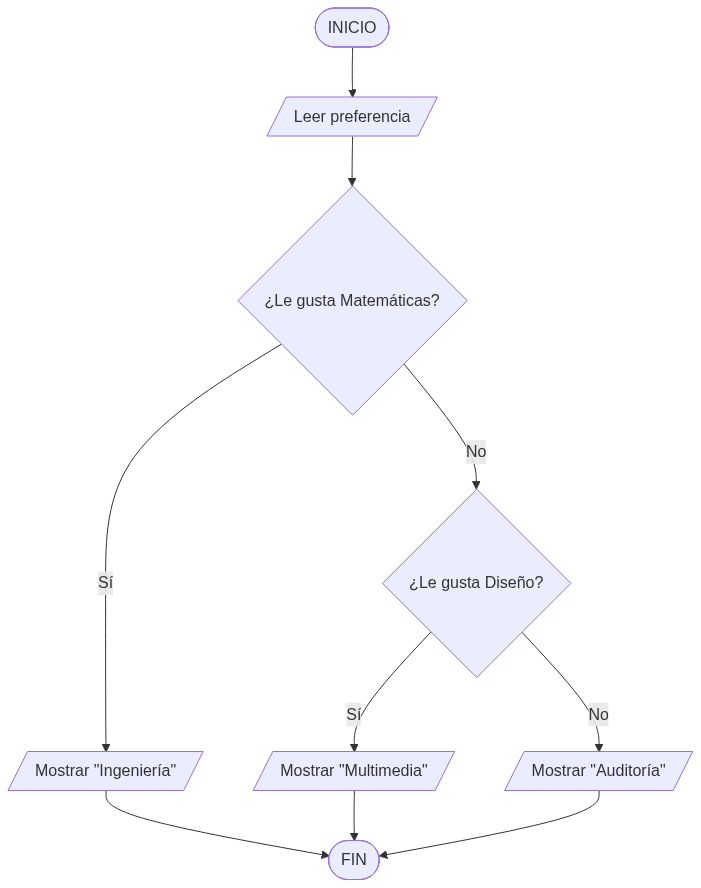 INICIO
Leer preferencia
¿Le gusta Matemáticas?
No
¿Le gusta Diseño?
Sí
Sí
No
Mostrar "Ingeniería"
Mostrar "Multimedia"
Mostrar "Auditoría"
FIN